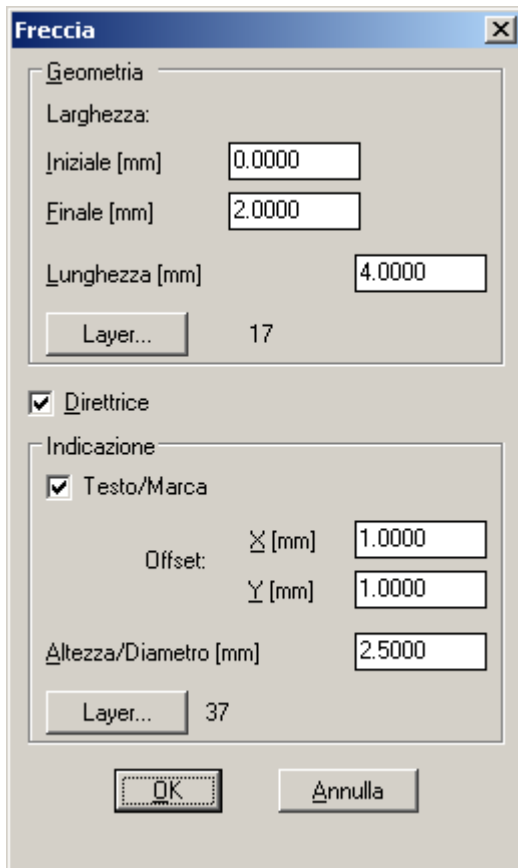 Freccia
Geometria
Larghezza:
Iniziale [mm] 0.0000
Finale [mm] 2.0000
Lunghezza [mm] 4.0000
Layer... 17
Direttrice
Indicazione
Testo/Marca
Offset: X [mm] 1.0000
Y [mm] 1.0000
Altezza/Diametro [mm] 2.5000
Layer... 37
OK Annulla